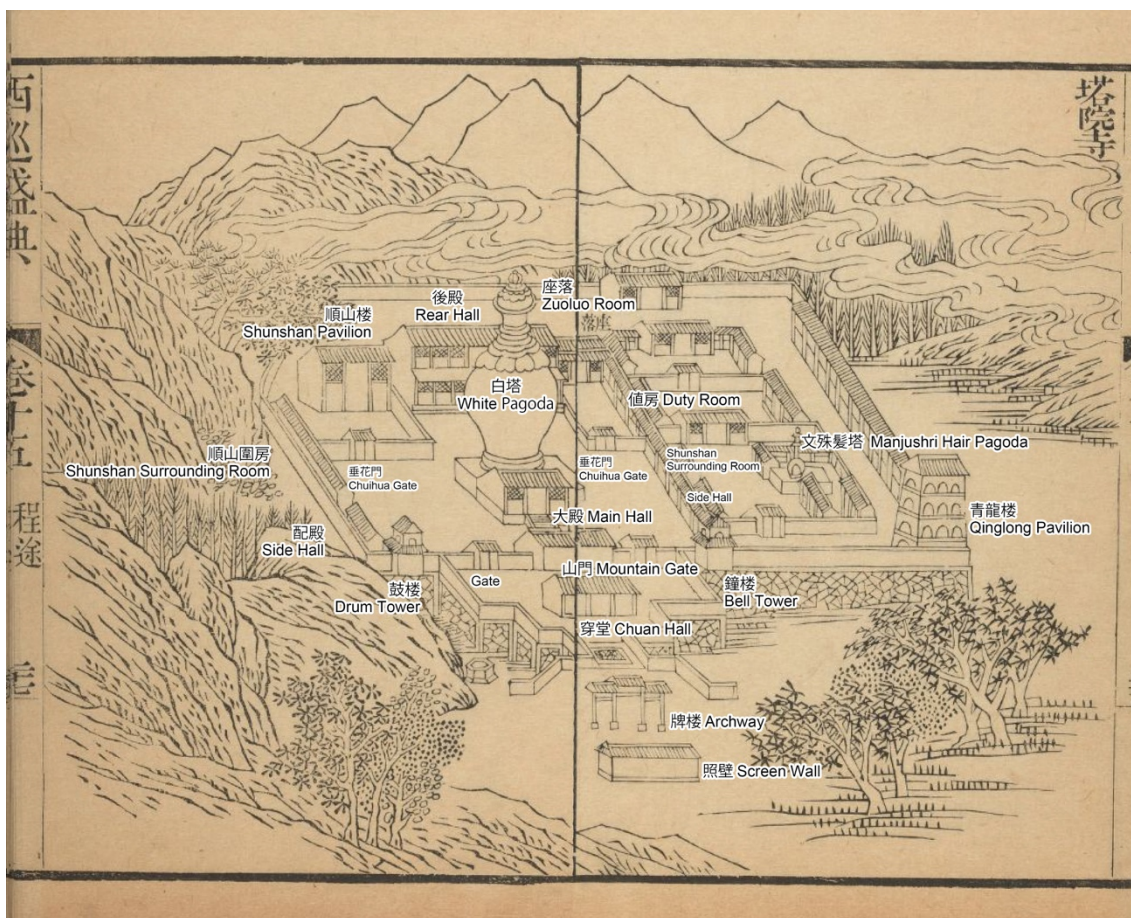 塔院寺
西巡盛典
卷十五
程途
座落
Zuoluo Room
後殿
Rear Hall
順山楼
Shunshan Pavilion
白塔
White Pagoda
値房 Duty Room
文殊髪塔 Manjushri Hair Pagoda
順山圍房
Shunshan Surrounding Room
垂花門
Chuihua Gate
垂花門
Chuihua Gate
Shunshan
Surrounding Room
Side Hall
青龍楼
Qinglong Pavilion
大殿 Main Hall
配殿
Side Hall
山門 Mountain Gate
Gate
鼓楼
Drum Tower
鐘楼
Bell Tower
穿堂 Chuan Hall
牌楼 Archway
照壁 Screen Wall